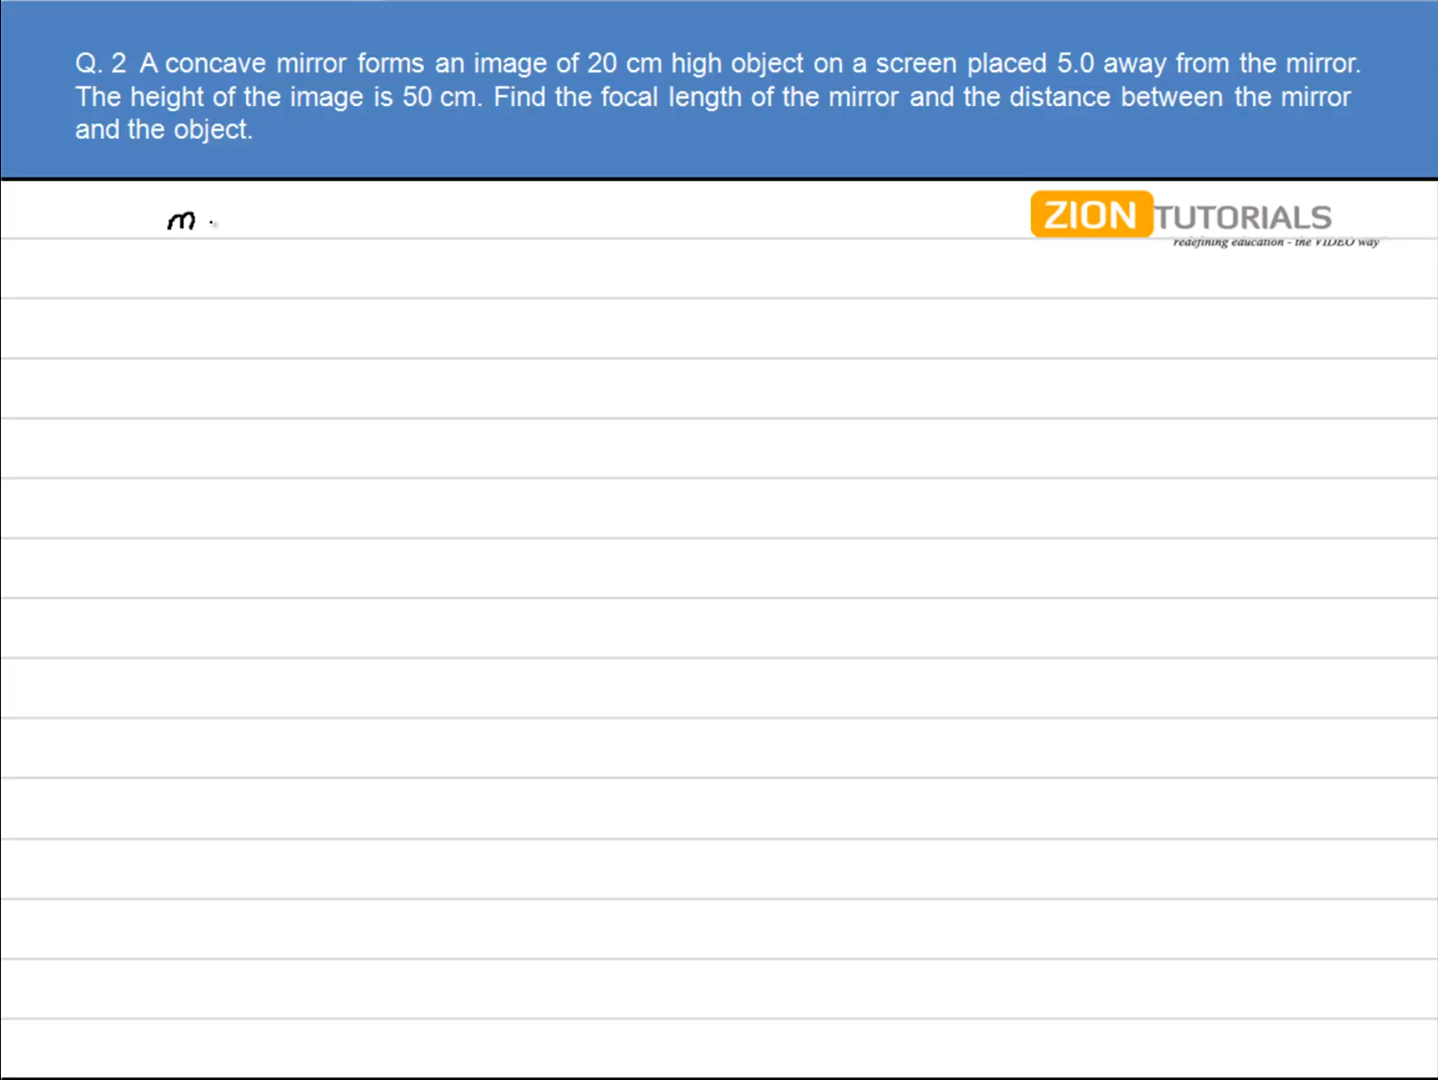 Q. 2 A concave mirror forms an image of 20 cm high object on a screen placed 5.0 away from the mirror.
The height of the image is 50 cm. Find the focal length of the mirror and the distance between the mirror
and the object.
m
ZION TUTORIALS
redefining education - the VIDEO way